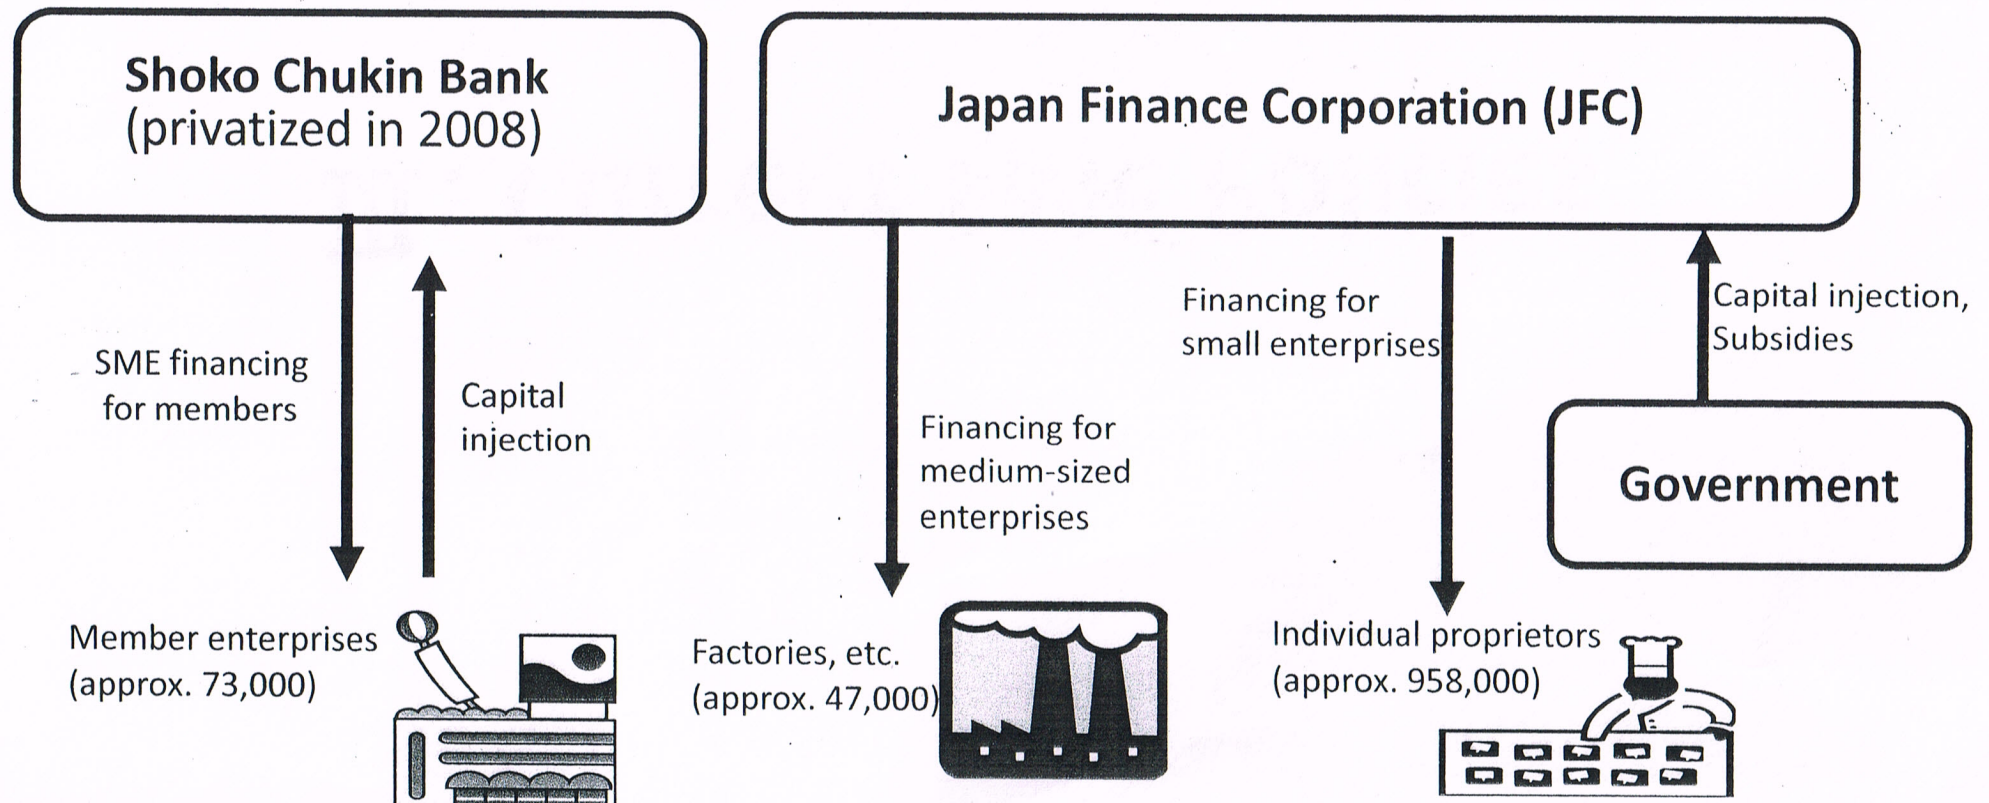 Shoko Chukin Bank
(privatized in 2008)
Japan Finance Corporation (JFC)
SME financing
for members
Capital
injection
Financing for
medium-sized
enterprises
Financing for
small enterprises
Capital injection,
Subsidies
Government
Member enterprises
(approx. 73,000)
Factories, etc.
(approx. 47,000)
Individual proprietors
(approx. 958,000)